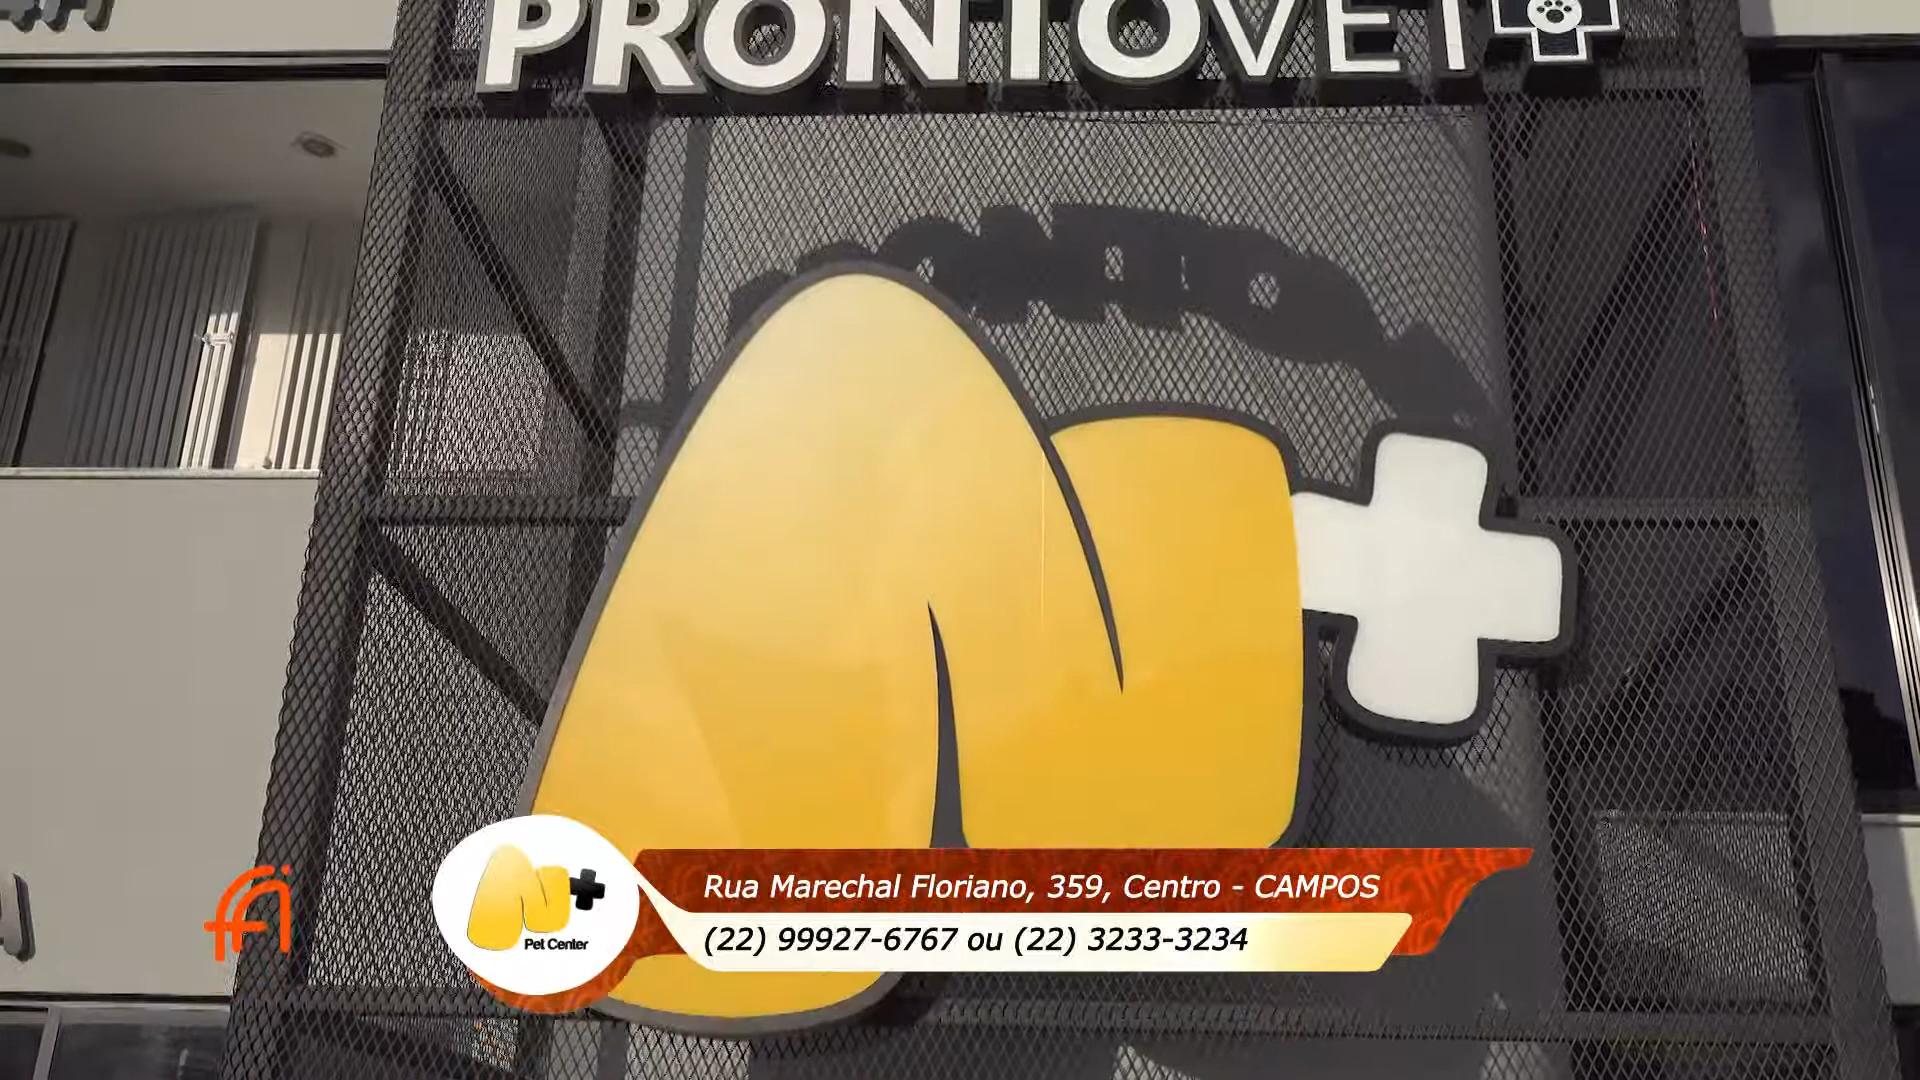 PRONTOVET
Rua Marechal Floriano, 359, Centro - CAMPOS
(22) 99927-6767 ou (22) 3233-3234
Pet Center